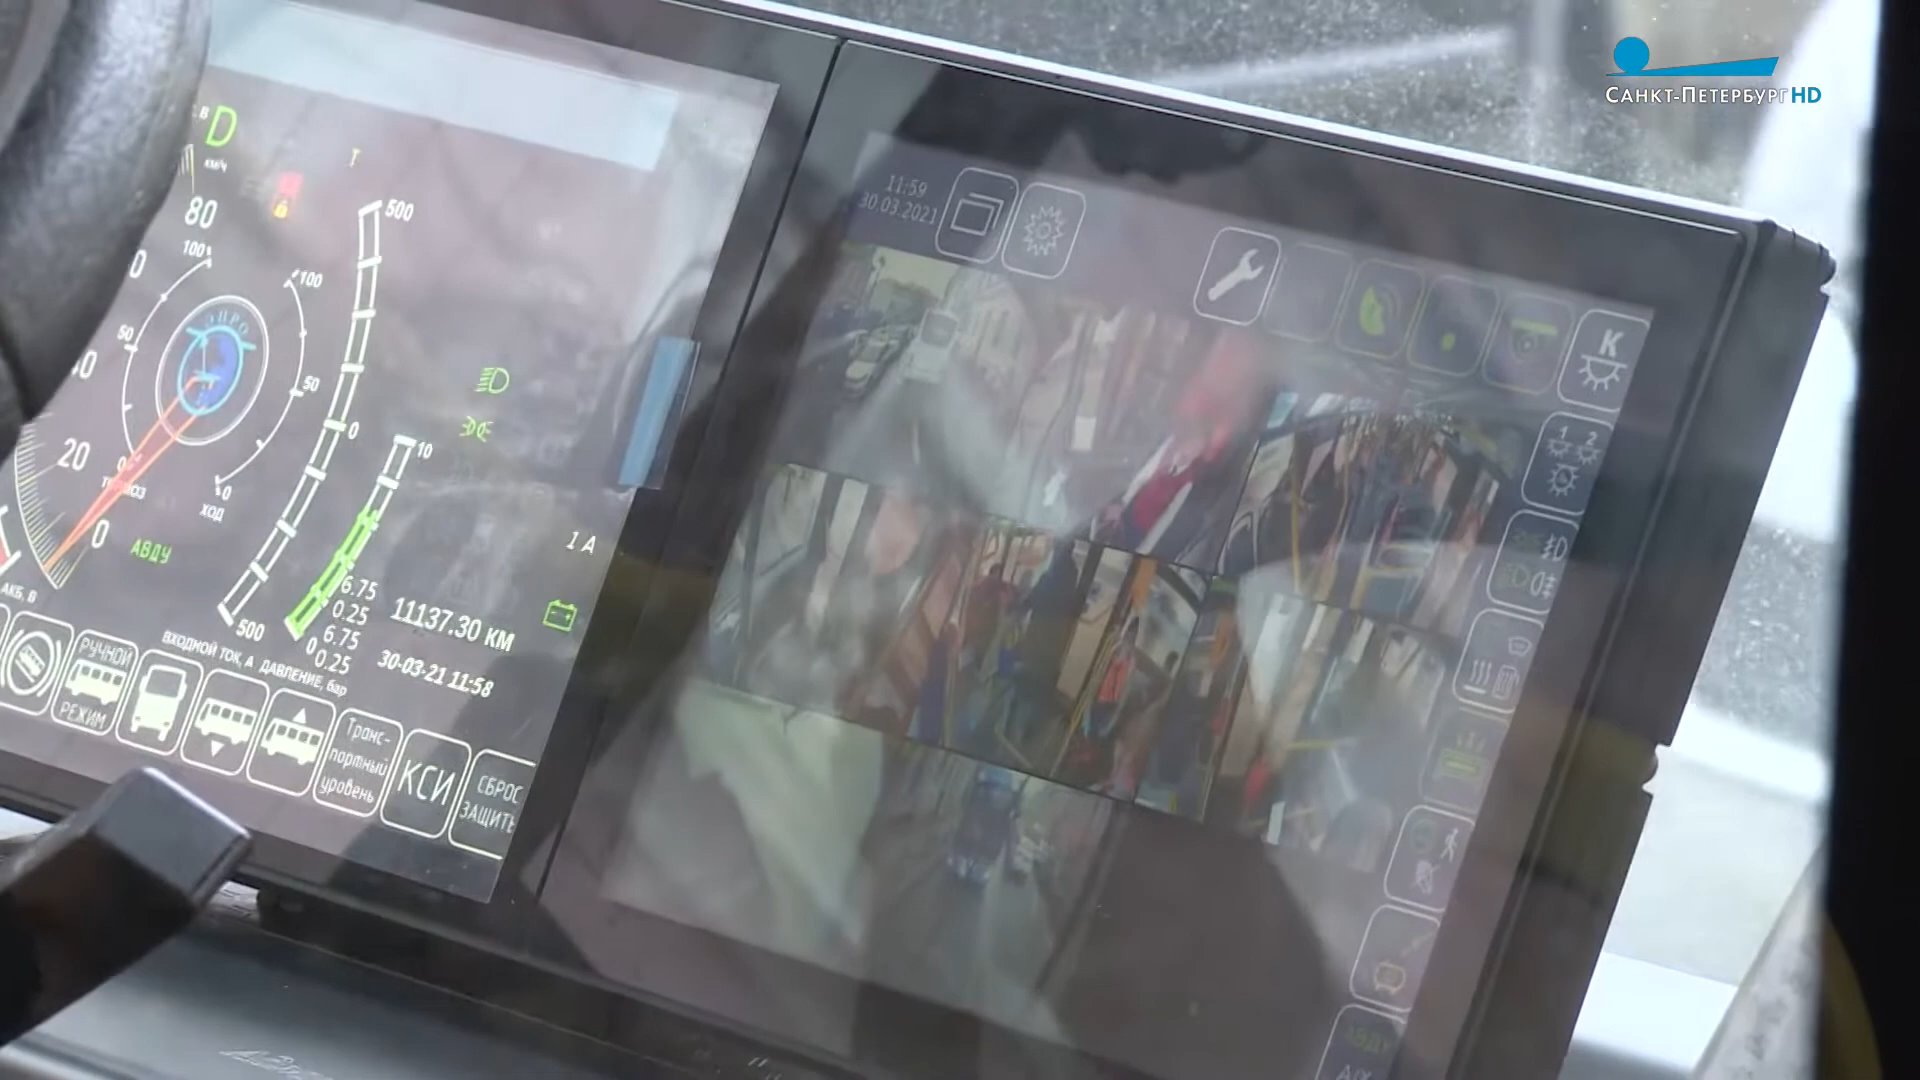 САНКТ-ПЕТЕРБУРГ HD
В
D
км/ч
80
100
100
50
50
0
0
ТОРМОЗ
ХОД
20
0
АВДУ
500
0
500
10
0
6.75
0.25
6.75
0.25
1 А
11137.30 КМ
30-03-21 11:58
АКБ, В
ВХОДНОЙ ТОК, А ДАВЛЕНИЕ, бар
РУЧНОЙ
РЕЖИМ
Транс-
портный
уровень
КСИ
СБРОС
ЗАЩИТЫ
11:59
30.03.2021
К
1 2
АВДУ